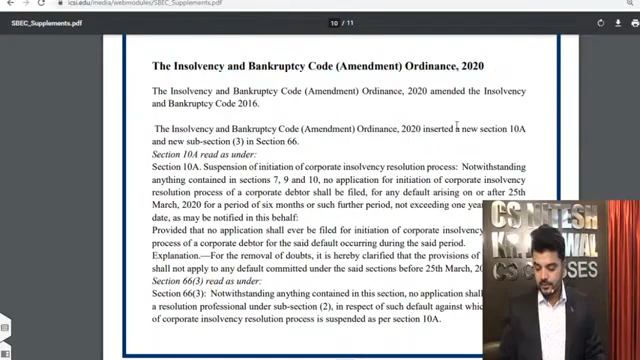 icsi.edu/media/webmodules/SBEC_Supplements.pdf
SBEC_Supplements.pdf
10 / 11
The Insolvency and Bankruptcy Code (Amendment) Ordinance, 2020
The Insolvency and Bankruptcy Code (Amendment) Ordinance, 2020 amended the Insolvency
and Bankruptcy Code 2016.
The Insolvency and Bankruptcy Code (Amendment) Ordinance, 2020 inserted a new section 10A
and new sub-section (3) in Section 66.
Section 10A read as under:
Section 10A. Suspension of initiation of corporate insolvency resolution process: Notwithstanding
anything contained in sections 7, 9 and 10, no application for initiation of corporate insolvency
resolution process of a corporate debtor shall be filed, for any default arising on or after 25th
March, 2020 for a period of six months or such further period, not exceeding one year
date, as may be notified in this behalf:
Provided that no application shall ever be filed for initiation of corporate insolvency
process of a corporate debtor for the said default occurring during the said period.
Explanation.—For the removal of doubts, it is hereby clarified that the provisions of
shall not apply to any default committed under the said sections before 25th March, 20
Section 66(3) read as under:
Section 66(3): Notwithstanding anything contained in this section, no application shall
a resolution professional under sub-section (2), in respect of such default against whic
of corporate insolvency resolution process is suspended as per section 10A.
CS NITESH
KR.
CS CLASSES